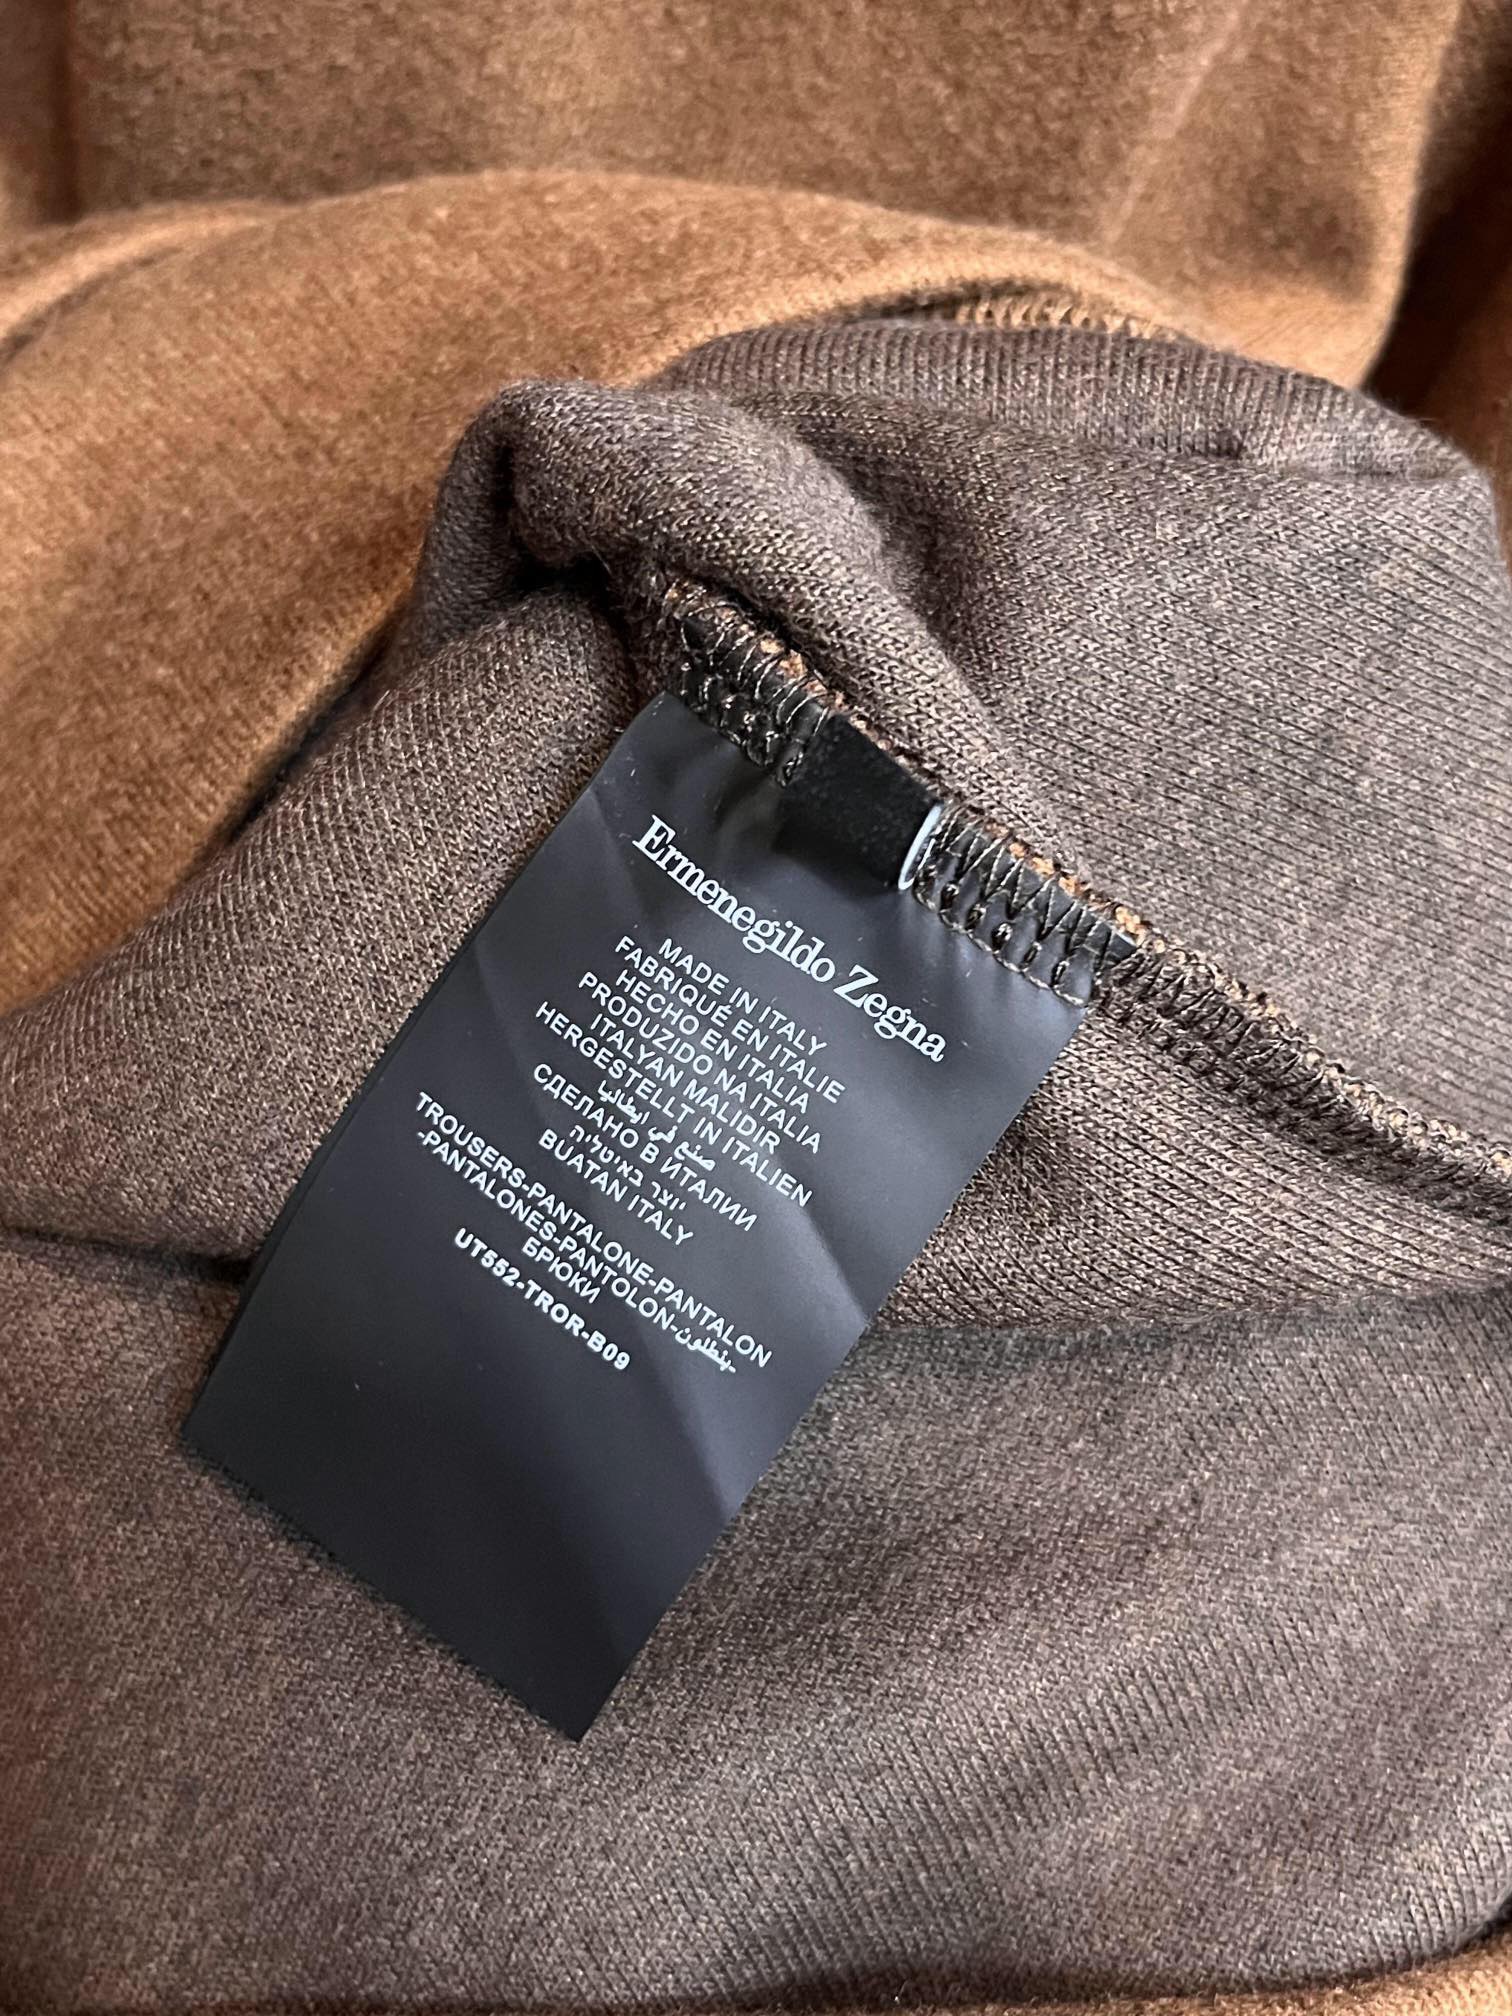 Ermenegildo Zegna
MADE IN ITALY
FABRIQUÉ EN ITALIE
HECHO EN ITALIA
PRODUZIDO NA ITALIA
ITALYAN MALIDIR
HERGESTELLT IN ITALIEN
صنع في إيطاليا
СДЕЛАНО В ИТАЛИИ
יוצר באיטליה
BUATAN ITALY
TROUSERS-PANTALONE-PANTALON
-PANTALONES-PANTOLON-بنطلون-
БРЮКИ
UT552-TROR-B09